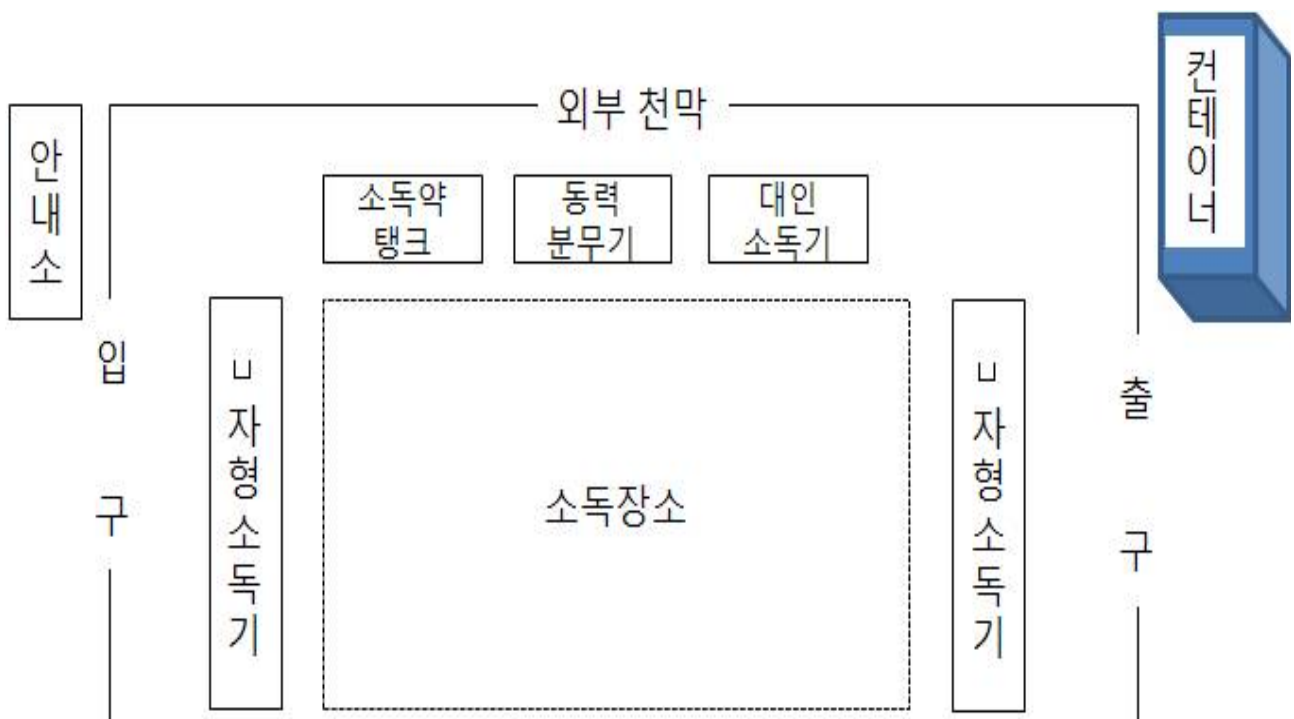 외부 천막
컨테이너
안내소
소독약
탱크
동력
분무기
대인
소독기
입구
ㅂ자형소독기
소독장소
ㅂ자형소독기
출구